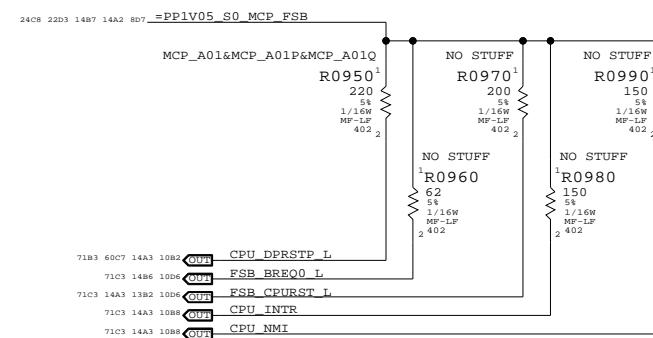 24C8 22D3 14B7 14A2 8D7 =PP1V05_S0_MCP_FSB
MCP_A01&MCP_A01P&MCP_A01Q
R0950 1
220
5%
1/16W
MF-LF
402 2
NO STUFF
1 R0960
62
5%
1/16W
MF-LF
2 402
NO STUFF
R0970 1
200
5%
1/16W
MF-LF
402 2
NO STUFF
1 R0980
150
5%
1/16W
MF-LF
2 402
NO STUFF
R0990 1
150
5%
1/16W
MF-LF
402 2
71B3 60C7 14A3 10B2 OUT CPU_DPRSTP_L
71C3 14B6 10D6 OUT FSB_BREQ0_L
71C3 14A3 13B2 10D6 OUT FSB_CPURST_L
71C3 14A3 10B8 OUT CPU_INTR
71C3 14A3 10B8 OUT CPU_NMI